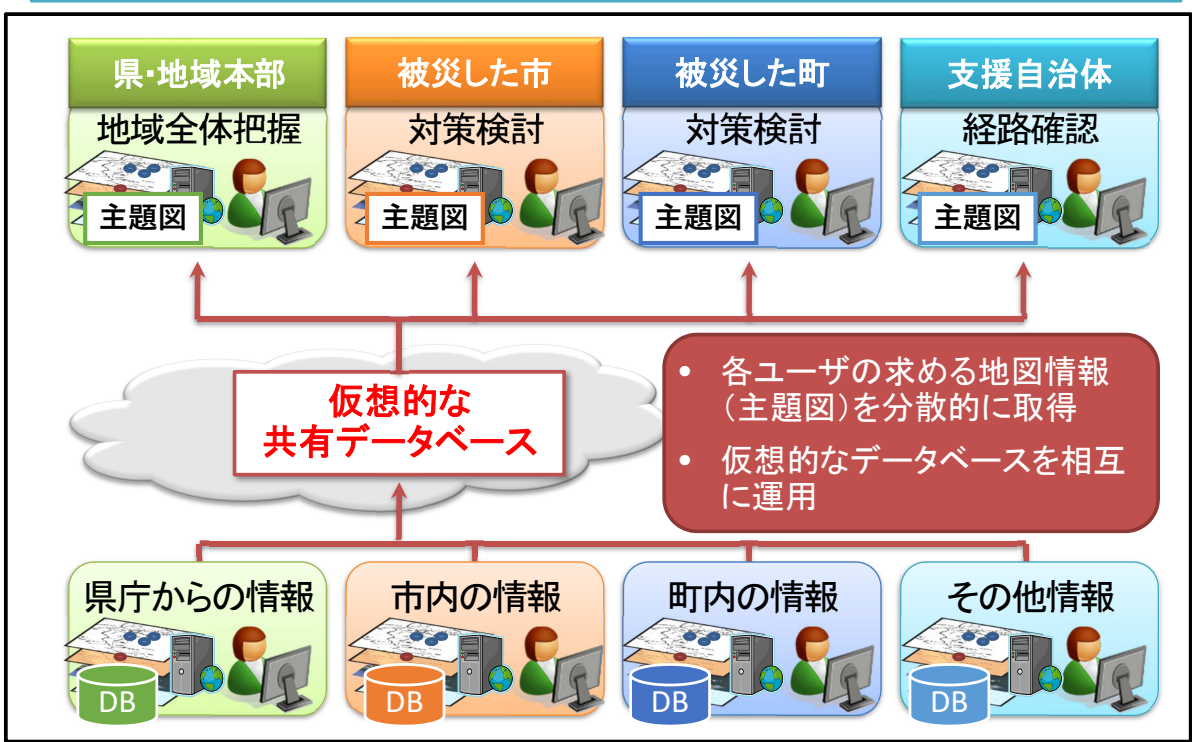 県・地域本部
被災した市
被災した町
支援自治体
地域全体把握
対策検討
対策検討
経路確認
主題図
主題図
主題図
主題図
仮想的な
共有データベース
• 各ユーザの求める地図情報
(主題図)を分散的に取得
• 仮想的なデータベースを相互
に運用
県庁からの情報
市内の情報
町内の情報
その他情報
DB
DB
DB
DB